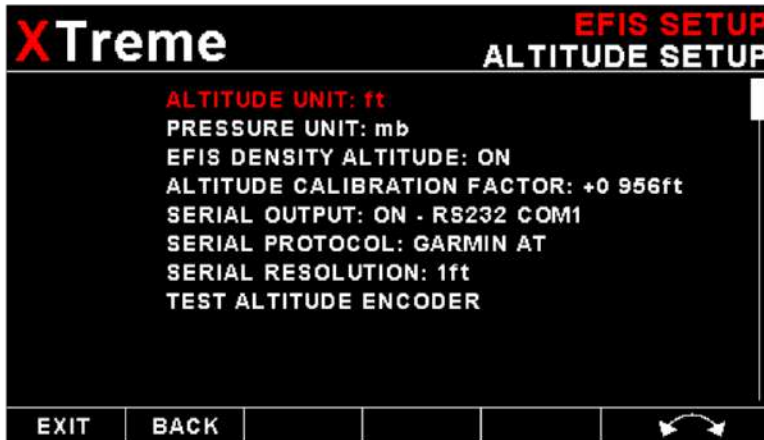 XTreme
EFIS SETUP
ALTITUDE SETUP
ALTITUDE UNIT: ft
PRESSURE UNIT: mb
EFIS DENSITY ALTITUDE: ON
ALTITUDE CALIBRATION FACTOR: +0 956ft
SERIAL OUTPUT: ON - RS232 COM1
SERIAL PROTOCOL: GARMIN AT
SERIAL RESOLUTION: 1ft
TEST ALTITUDE ENCODER
EXIT BACK